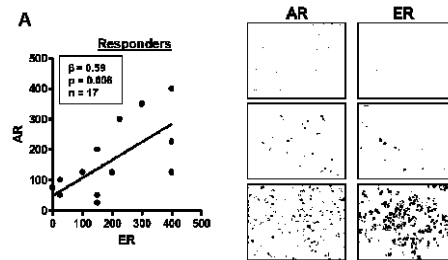 A
Responders
β = 0.59
p = 0.006
n = 17
AR
500
400
300
200
100
0
0 100 200 300 400 500
ER
AR ER